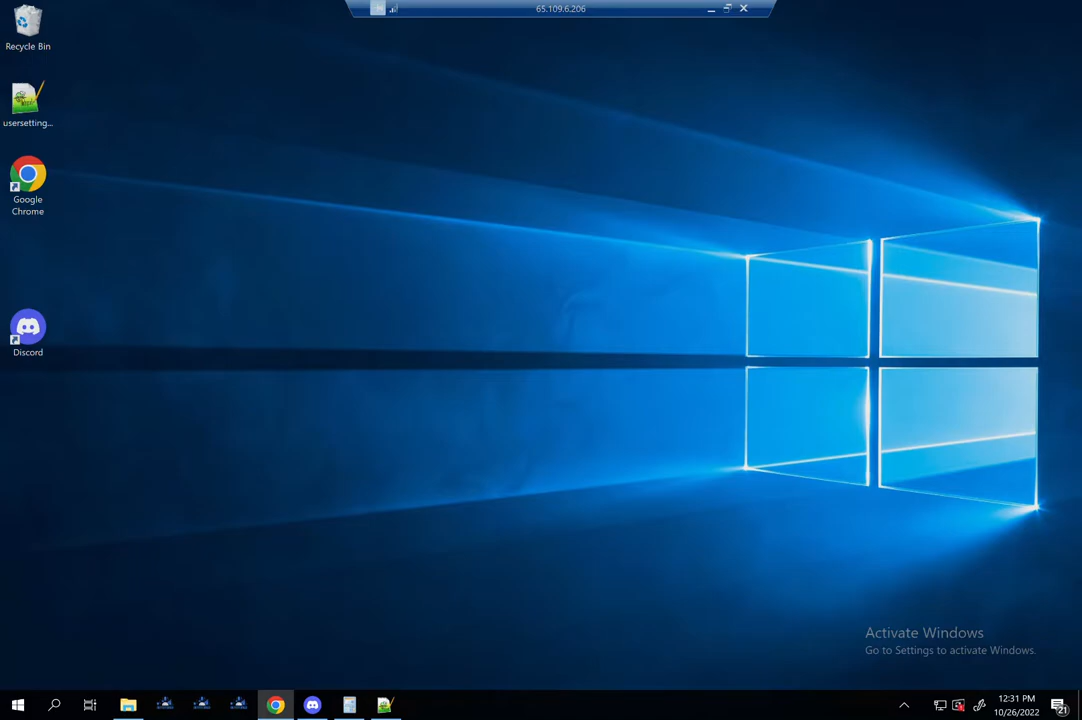 65.109.6.206
Recycle Bin
usersetting...
Google
Chrome
Discord
Activate Windows
Go to Settings to activate Windows.
12:31 PM
10/26/2022
21